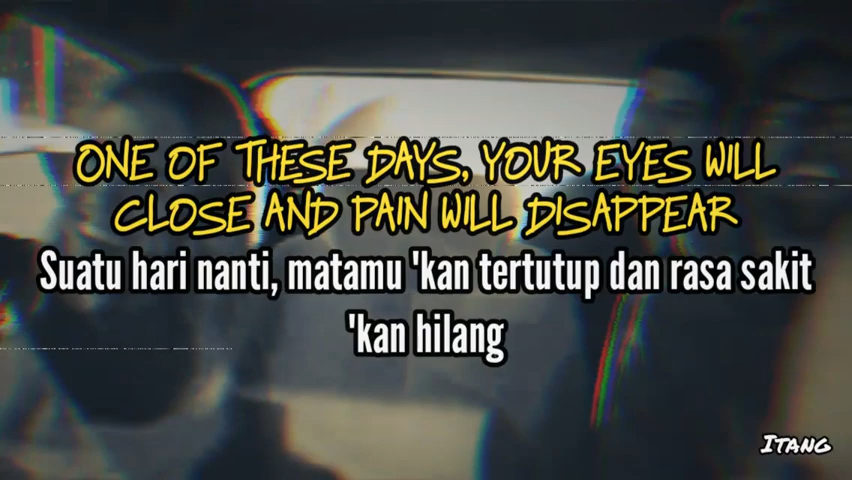 ONE OF THESE DAYS, YOUR EYES WILL
CLOSE AND PAIN WILL DISAPPEAR
Suatu hari nanti, matamu 'kan tertutup dan rasa sakit
'kan hilang
Itang